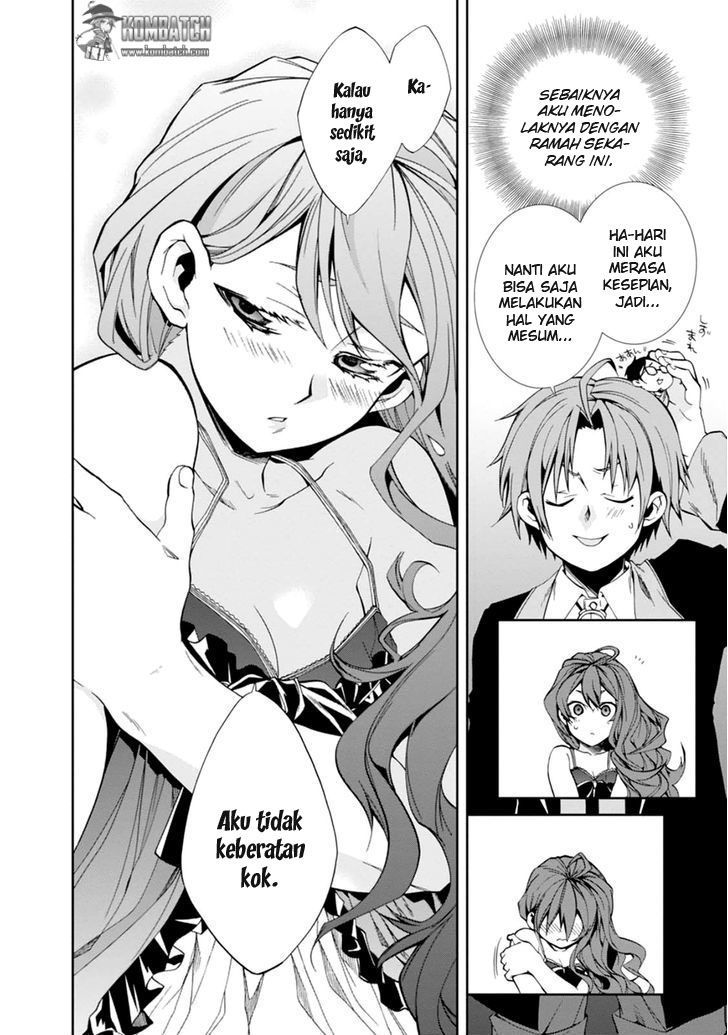 KOMBATCH
www.kombatch.com
SEBAIKNYA
AKU MENO-
LAKNYA DENGAN
RAMAH SEKA-
RANG INI.
HA-HARI
INI AKU
MERASA
KESEPIAN,
JADI...
NANTI AKU
BISA SAJA
MELAKUKAN
HAL YANG
MESUM...
Ka-
Kalau
hanya
sedikit
saja,
Aku tidak
keberatan
kok.